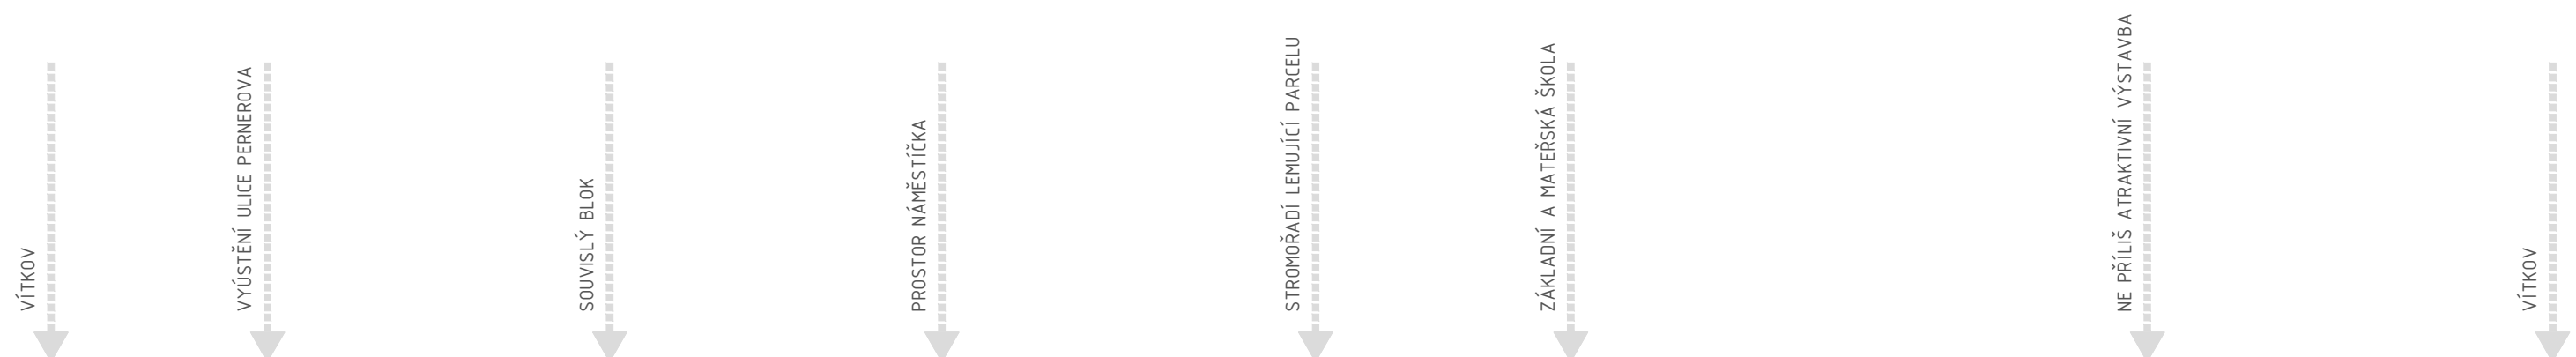 VÍTKOV
VYÚSTĚNÍ ULICE PERNEROVA
SOUVISLÝ BLOK
PROSTOR NÁMĚSTÍČKA
STROMOŘADÍ LEMUJÍCÍ PARCELU
ZÁKLADNÍ A MATEŘSKÁ ŠKOLA
NE PŘÍLIŠ ATRAKTIVNÍ VÝSTAVBA
VÍTKOV